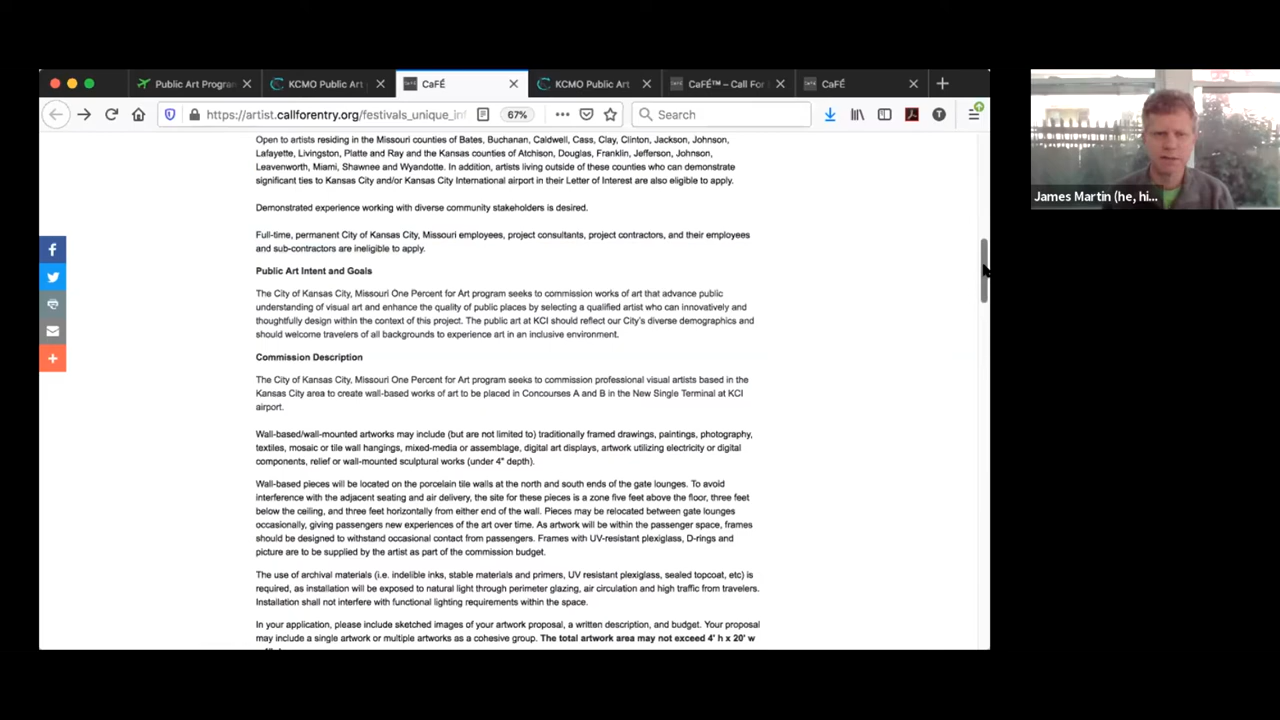 Public Art Program
KCMO Public Art
CaFÉ
KCMO Public Art
CaFÉ™ – Call For
CaFÉ
https://artist.callforentry.org/festivals_unique_inf
67%
Search
Open to artists residing in the Missouri counties of Bates, Buchanan, Caldwell, Cass, Clay, Clinton, Jackson, Johnson,
Lafayette, Livingston, Platte and Ray and the Kansas counties of Atchison, Douglas, Franklin, Jefferson, Johnson,
Leavenworth, Miami, Shawnee and Wyandotte. In addition, artists living outside of these counties who can demonstrate
significant ties to Kansas City and/or Kansas City International airport in their Letter of Interest are also eligible to apply.
Demonstrated experience working with diverse community stakeholders is desired.
Full-time, permanent City of Kansas City, Missouri employees, project consultants, project contractors, and their employees
and sub-contractors are ineligible to apply.
Public Art Intent and Goals
The City of Kansas City, Missouri One Percent for Art program seeks to commission works of art that advance public
understanding of visual art and enhance the quality of public places by selecting a qualified artist who can innovatively and
thoughtfully design within the context of this project. The public art at KCI should reflect our City's diverse demographics and
should welcome travelers of all backgrounds to experience art in an inclusive environment.
Commission Description
The City of Kansas City, Missouri One Percent for Art program seeks to commission professional visual artists based in the
Kansas City area to create wall-based works of art to be placed in Concourses A and B in the New Single Terminal at KCI
airport.
Wall-based/wall-mounted artworks may include (but are not limited to) traditionally framed drawings, paintings, photography,
textiles, mosaic or tile wall hangings, mixed-media or assemblage, digital art displays, artwork utilizing electricity or digital
components, relief or wall-mounted sculptural works (under 4" depth).
Wall-based pieces will be located on the porcelain tile walls at the north and south ends of the gate lounges. To avoid
interference with the adjacent seating and air delivery, the site for these pieces is a zone five feet above the floor, three feet
below the ceiling, and three feet horizontally from either end of the wall. Pieces may be relocated between gate lounges
occasionally, giving passengers new experiences of the art over time. As artwork will be within the passenger space, frames
should be designed to withstand occasional contact from passengers. Frames with UV-resistant plexiglass, D-rings and
picture are to be supplied by the artist as part of the commission budget.
The use of archival materials (i.e. indelible inks, stable materials and primers, UV resistant plexiglass, sealed topcoat, etc) is
required, as installation will be exposed to natural light through perimeter glazing, air circulation and high traffic from travelers.
Installation shall not interfere with functional lighting requirements within the space.
In your application, please include sketched images of your artwork proposal, a written description, and budget. Your proposal
may include a single artwork or multiple artworks as a cohesive group. The total artwork area may not exceed 4' h x 20' w
James Martin (he, hi...